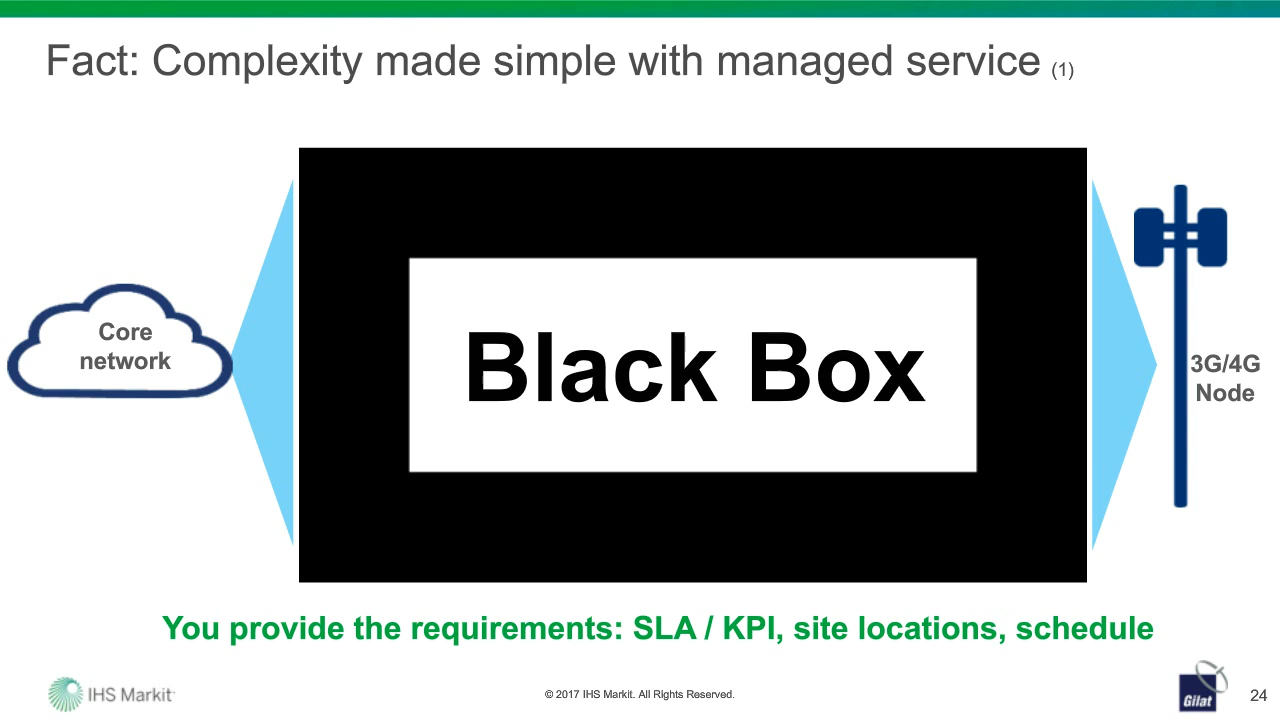 Fact: Complexity made simple with managed service (1)
Core
network
Black Box
3G/4G
Node
You provide the requirements: SLA / KPI, site locations, schedule
IHS Markit
© 2017 IHS Markit. All Rights Reserved.
Gilat
24